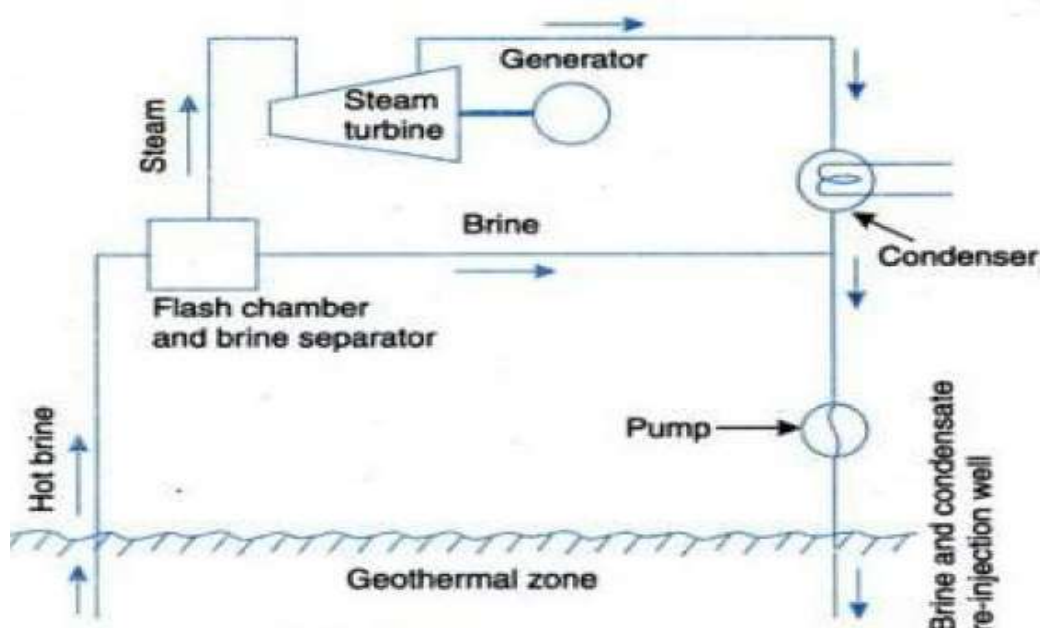 Generator
Steam
turbine
Steam
Brine
Condenser
Flash chamber
and brine separator
Hot brine
Pump
Brine and condensate
re-injection well
Geothermal zone